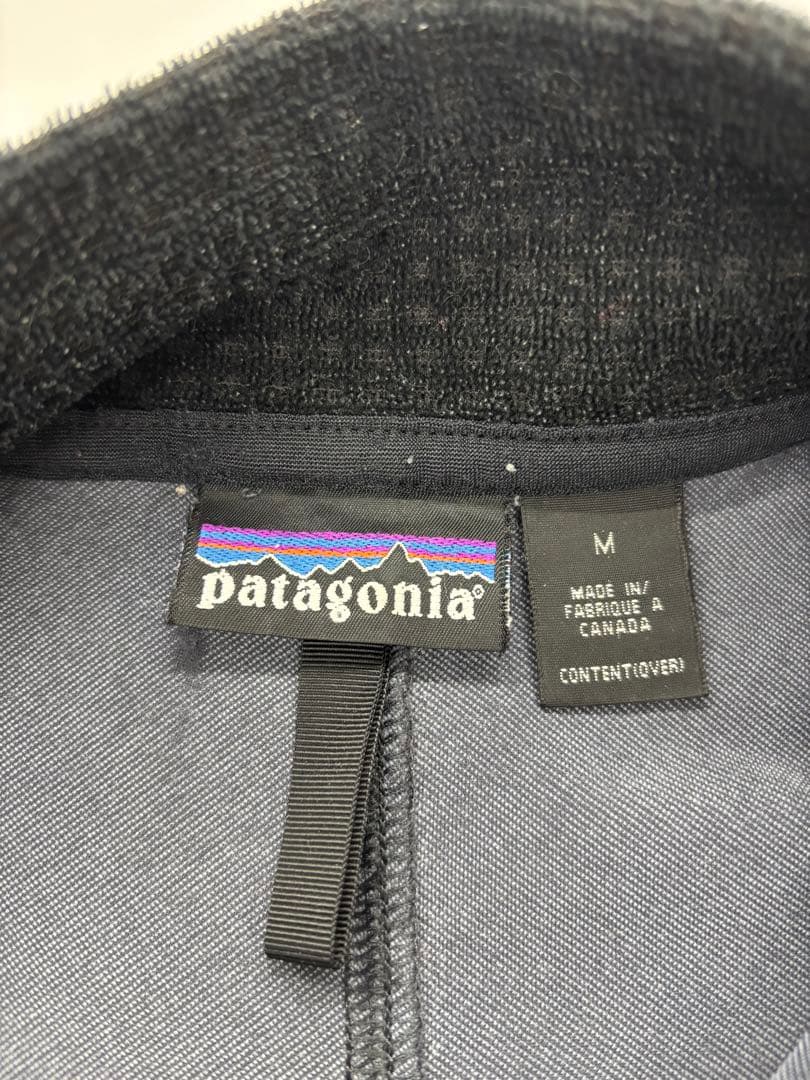 patagonia®
M
MADE IN/
FABRIQUE A
CANADA
CONTENT(OVER)